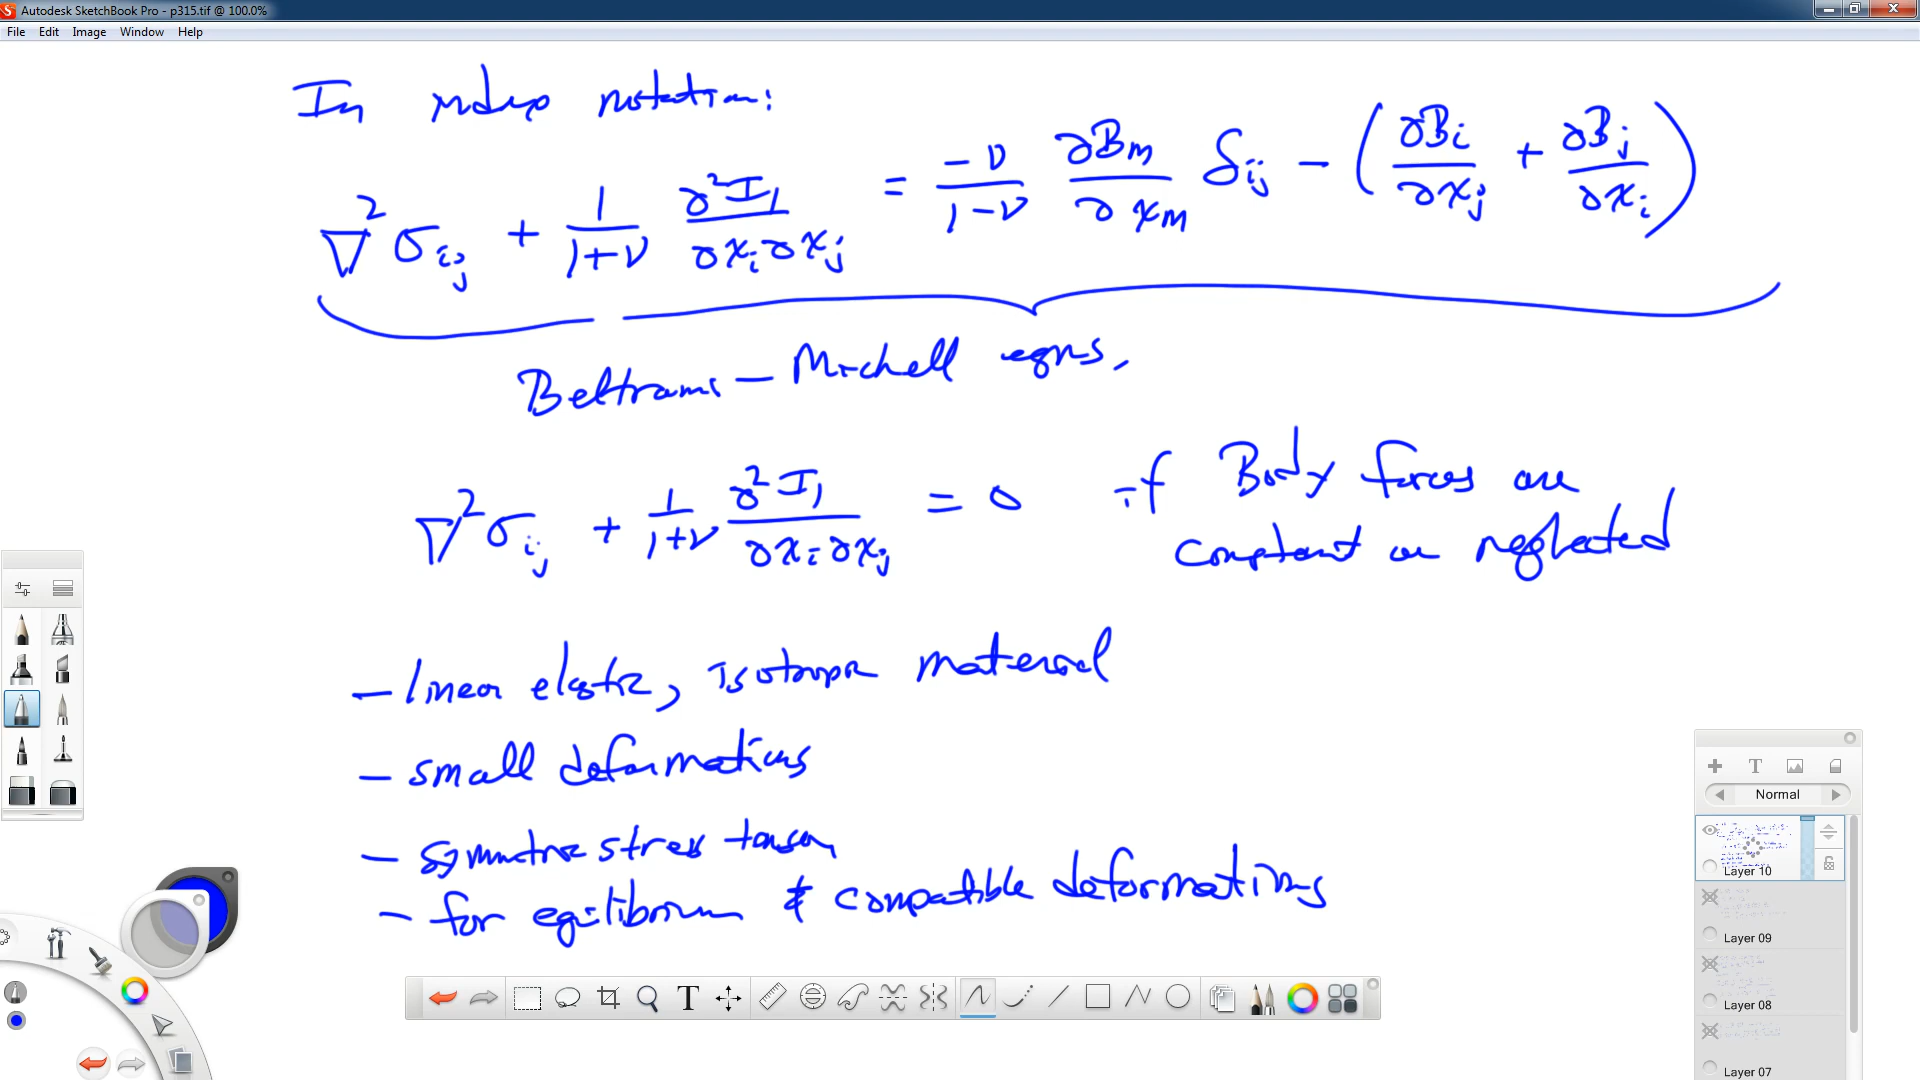 Autodesk SketchBook Pro - p315.tif @ 100.0%
File Edit Image Window Help
In index notation:
∇²σij + 1/(1+ν) ∂²I₁/∂xi∂xj = -ν/(1-ν) ∂Bm/∂xm δij - (∂Bi/∂xj + ∂Bj/∂xi)
Beltrami - Michell eqns.
∇²σij + 1/(1+ν) ∂²I₁/∂xi∂xj = 0 if Body forces are
constant or neglected
- linear elastic, isotropic material
- small deformations
- symmetric stress tensor
- for equilibrium & compatible deformations
T
Normal
Layer 10
Layer 09
Layer 08
Layer 07
T